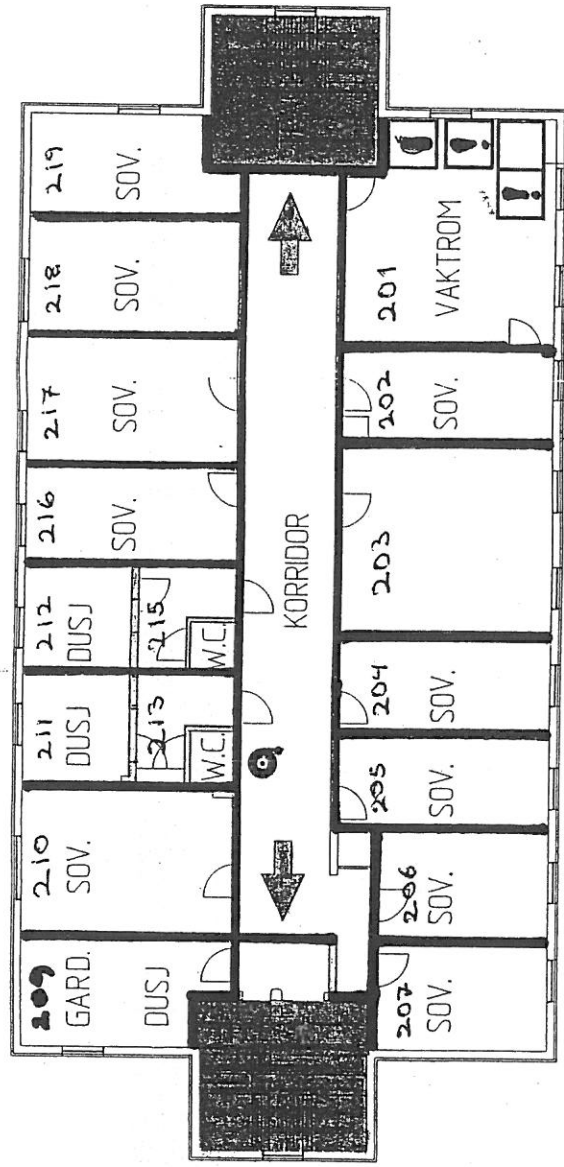 219
SOV.
218
SOV.
217
SOV.
216
SOV.
212
DUSJ
215
W.C.
211
DUSJ
213
W.C.
210
SOV.
209
GARD.
DUSJ
KORRIDOR
201
VAKTROM
202
SOV.
203
204
SOV.
205
SOV.
206
SOV.
207
SOV.